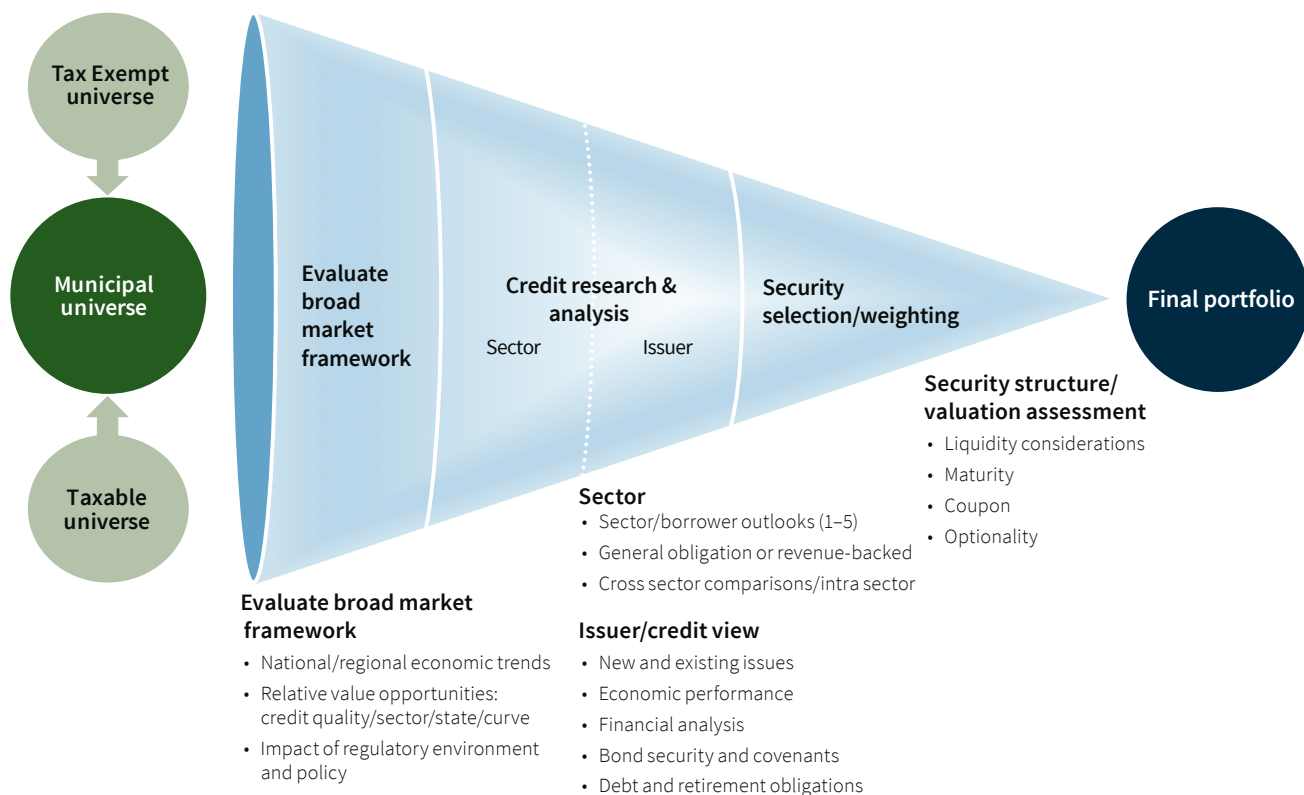 Tax Exempt
universe
Municipal
universe
Taxable
universe
Evaluate
broad
market
framework
Credit research &
analysis
Sector
Issuer
Security
selection/weighting
Final portfolio
Evaluate broad market
framework
• National/regional economic trends
• Relative value opportunities:
credit quality/sector/state/curve
• Impact of regulatory environment
and policy
Sector
• Sector/borrower outlooks (1–5)
• General obligation or revenue-backed
• Cross sector comparisons/intra sector
Issuer/credit view
• New and existing issues
• Economic performance
• Financial analysis
• Bond security and covenants
• Debt and retirement obligations
Security structure/
valuation assessment
• Liquidity considerations
• Maturity
• Coupon
• Optionality